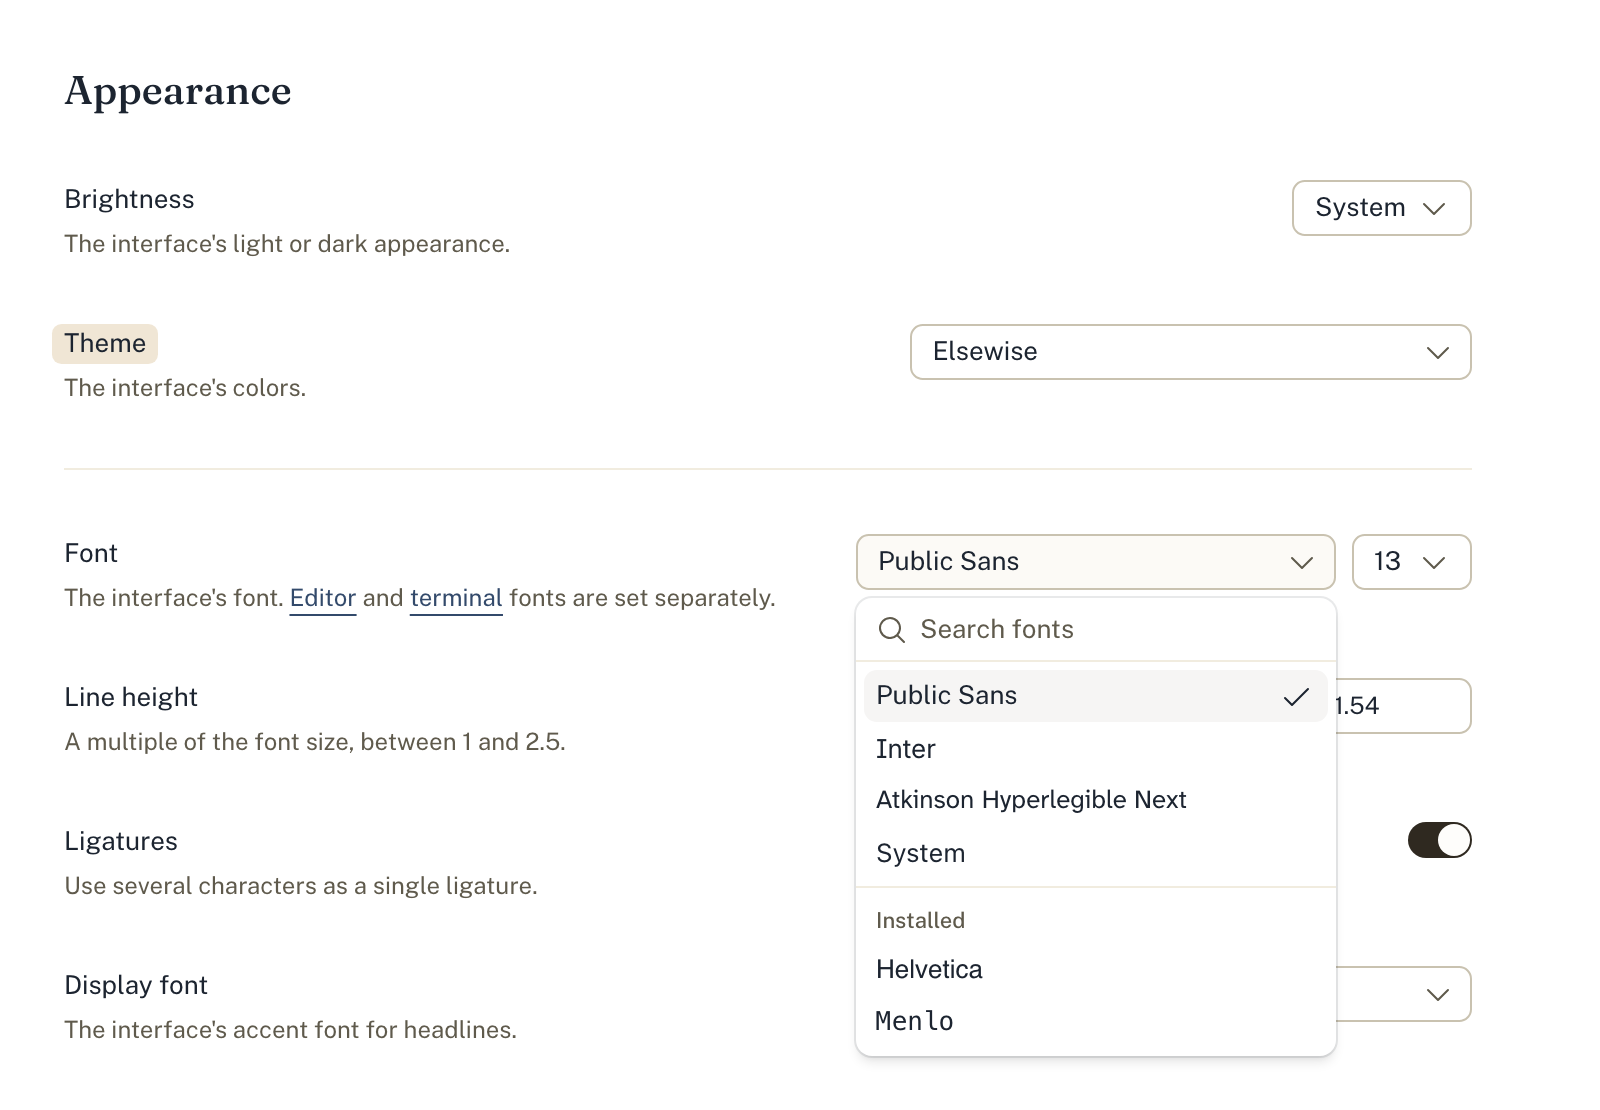 Appearance
Brightness
System
The interface's light or dark appearance.
Theme
Elsewise
The interface's colors.
Font
Public Sans
13
The interface's font. Editor and terminal fonts are set separately.
Search fonts
Public Sans
Line height
1.54
A multiple of the font size, between 1 and 2.5.
Inter
Atkinson Hyperlegible Next
Ligatures
System
Use several characters as a single ligature.
Installed
Helvetica
Display font
Menlo
The interface's accent font for headlines.